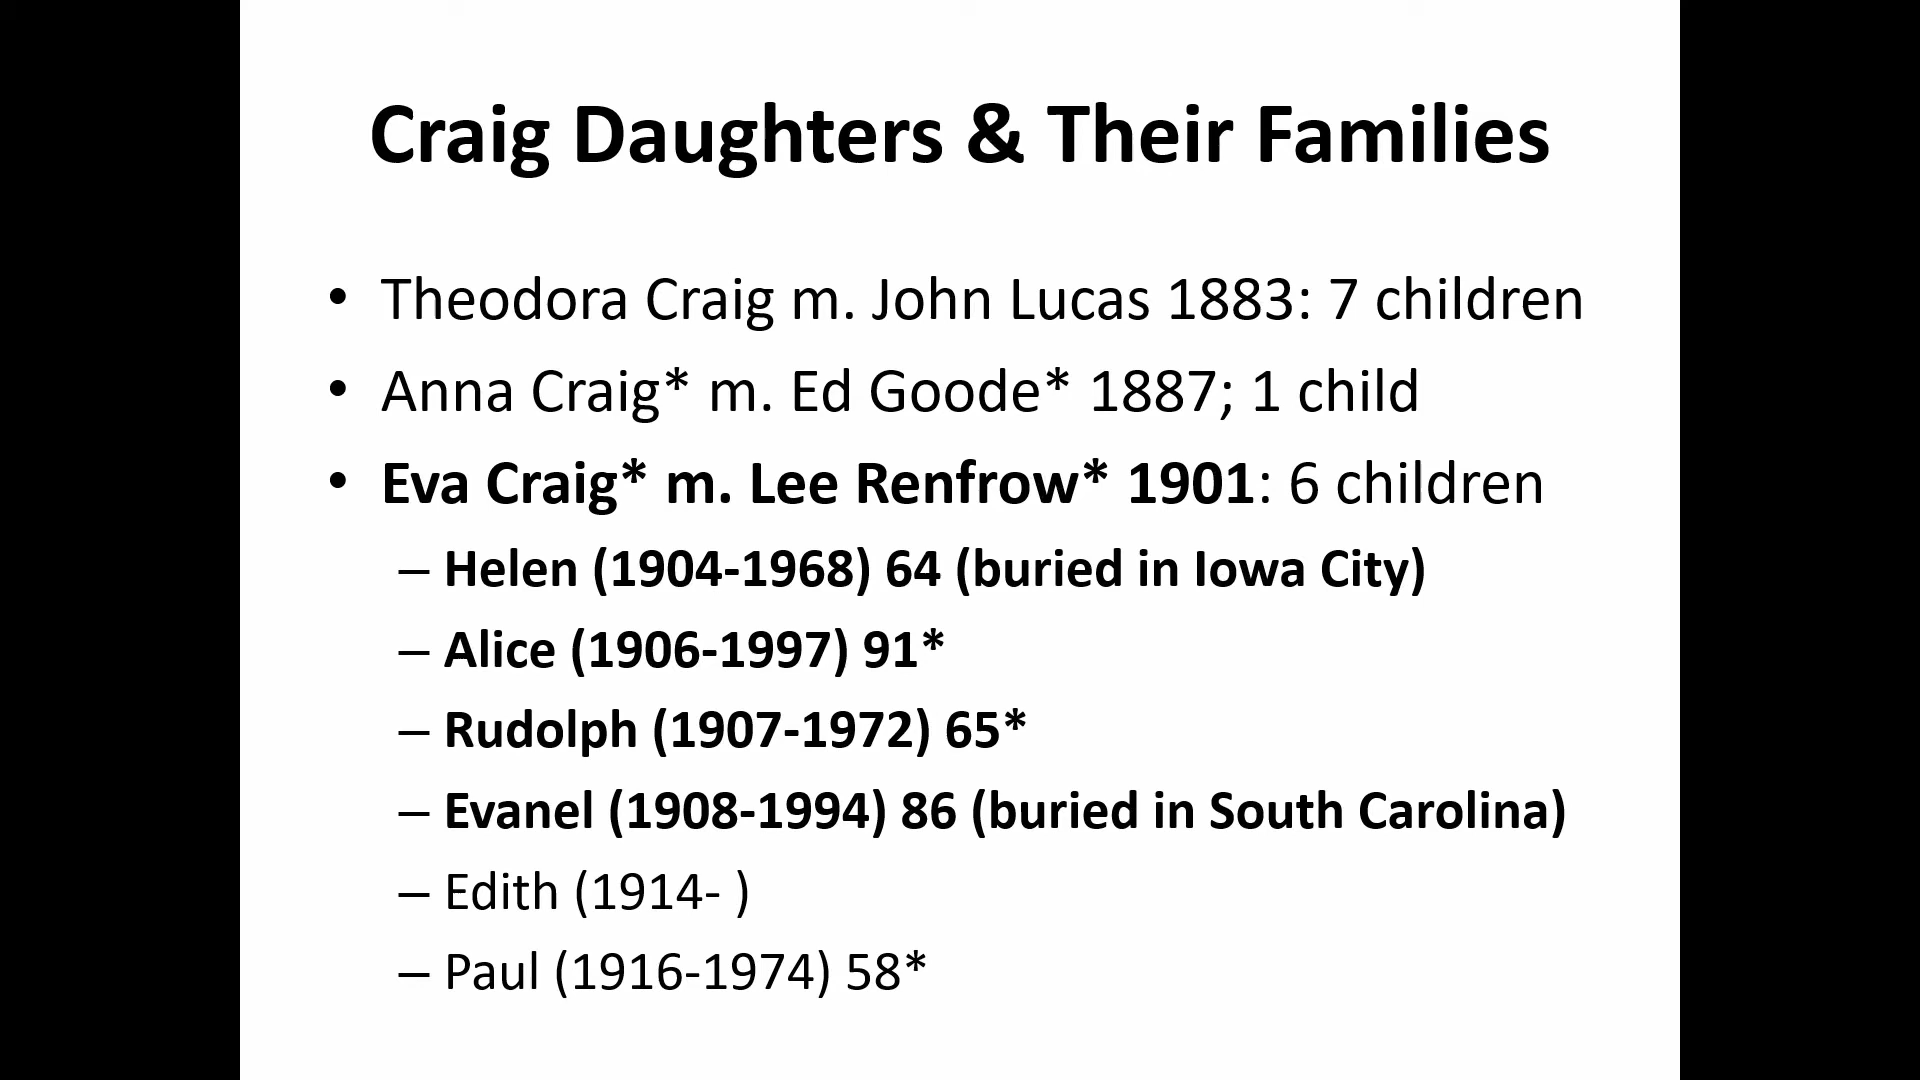 Craig Daughters & Their Families
• Theodora Craig m. John Lucas 1883: 7 children
• Anna Craig* m. Ed Goode* 1887; 1 child
• Eva Craig* m. Lee Renfrow* 1901: 6 children
– Helen (1904-1968) 64 (buried in Iowa City)
– Alice (1906-1997) 91*
– Rudolph (1907-1972) 65*
– Evanel (1908-1994) 86 (buried in South Carolina)
– Edith (1914- )
– Paul (1916-1974) 58*